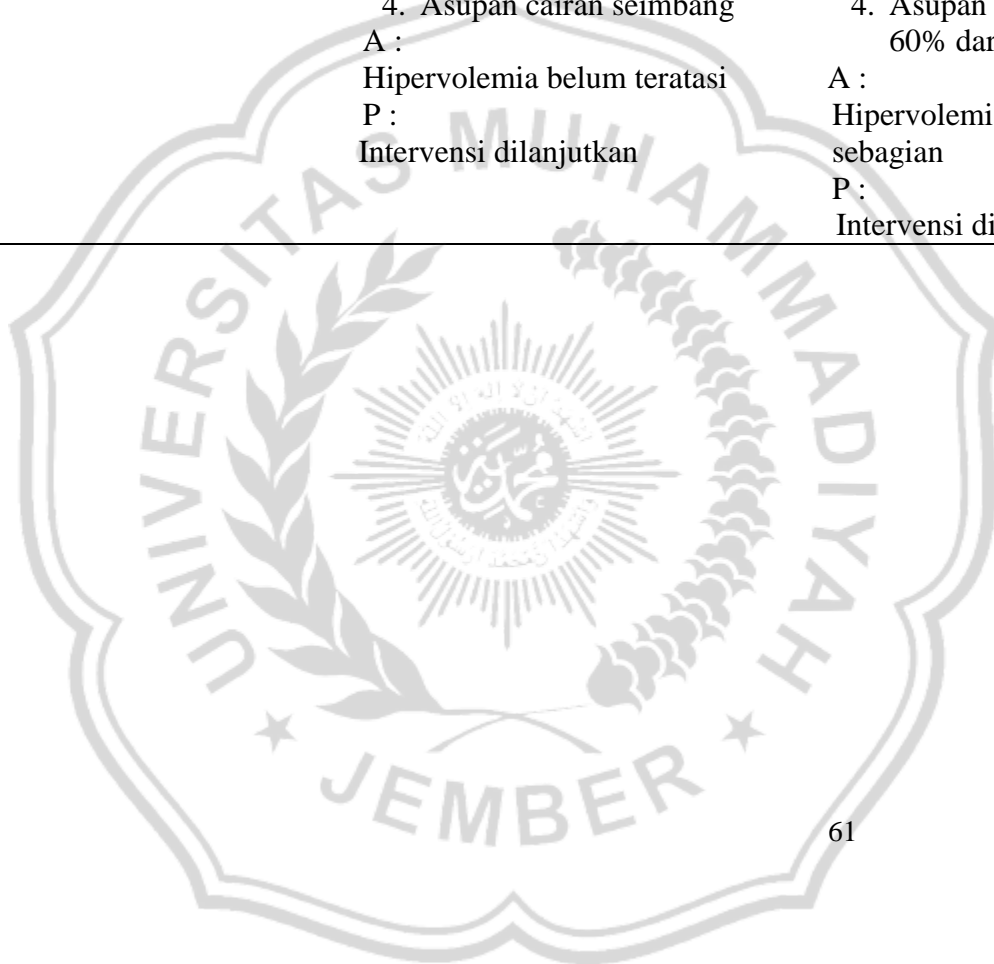 4. Asupan cairan seimbang
A :
Hipervolemia belum teratasi
P :
Intervensi dilanjutkan
4. Asupan
60% dar
A :
Hipervolemi
sebagian
P :
Intervensi di
UNIVERSITAS MUHAMMADIYAH
JEMBER
61